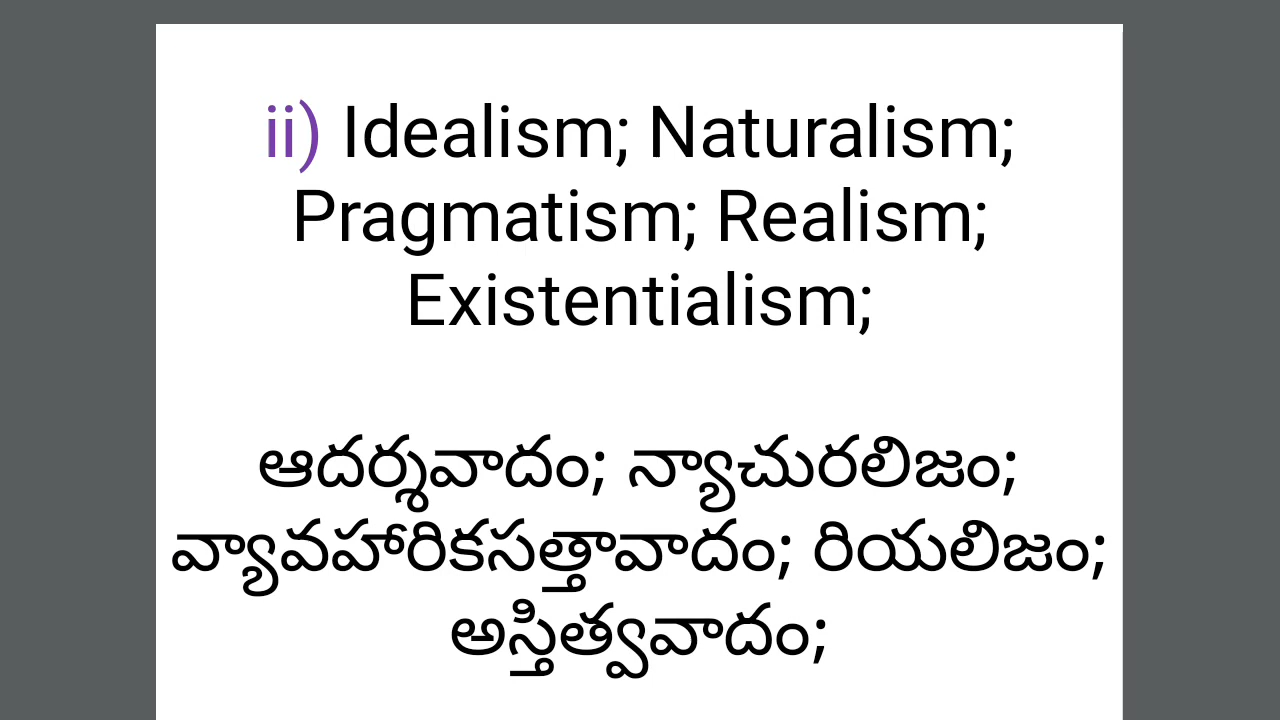 ii) Idealism; Naturalism;
Pragmatism; Realism;
Existentialism;
ఆదర్శవాదం; న్యాచురలిజం;
వ్యావహారికసత్తావాదం; రియలిజం;
అస్తిత్వవాదం;